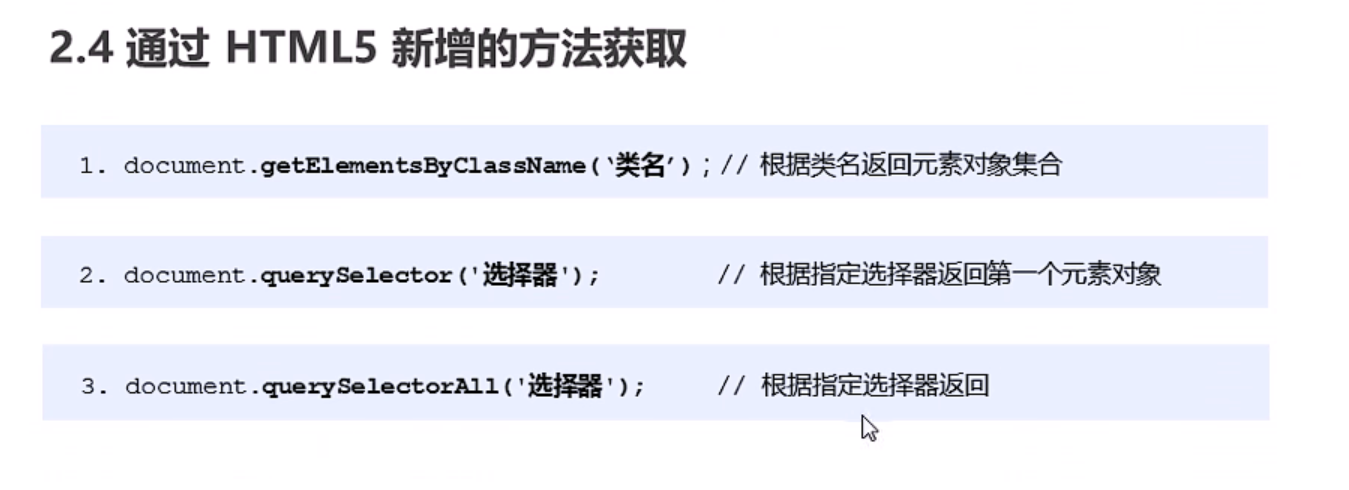 2.4 通过 HTML5 新增的方法获取
1. document.getElementsByClassName(‘类名’);// 根据类名返回元素对象集合
2. document.querySelector('选择器'); // 根据指定选择器返回第一个元素对象
3. document.querySelectorAll('选择器'); // 根据指定选择器返回